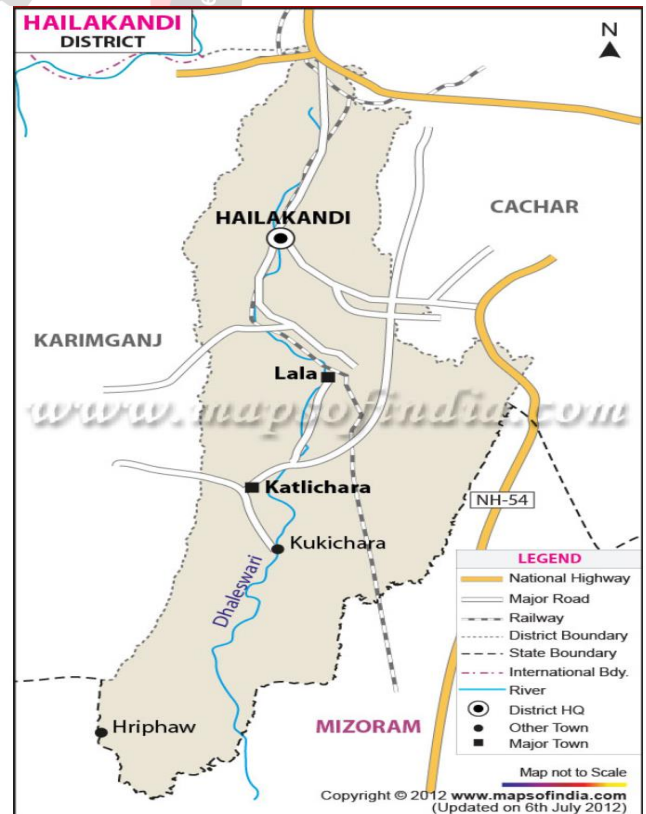 HAILAKANDI
DISTRICT
N
HAILAKANDI
CACHAR
KARIMGANJ
Lala
www.mapsofindia.com
Katlichara
NH-54
Kukichara
Dhaleswari
LEGEND
National Highway
Major Road
Railway
District Boundary
State Boundary
International Bdy.
River
District HQ
Other Town
Major Town
Hriphaw
MIZORAM
Map not to Scale
Copyright © 2012 www.mapsofindia.com
(Updated on 6th July 2012)